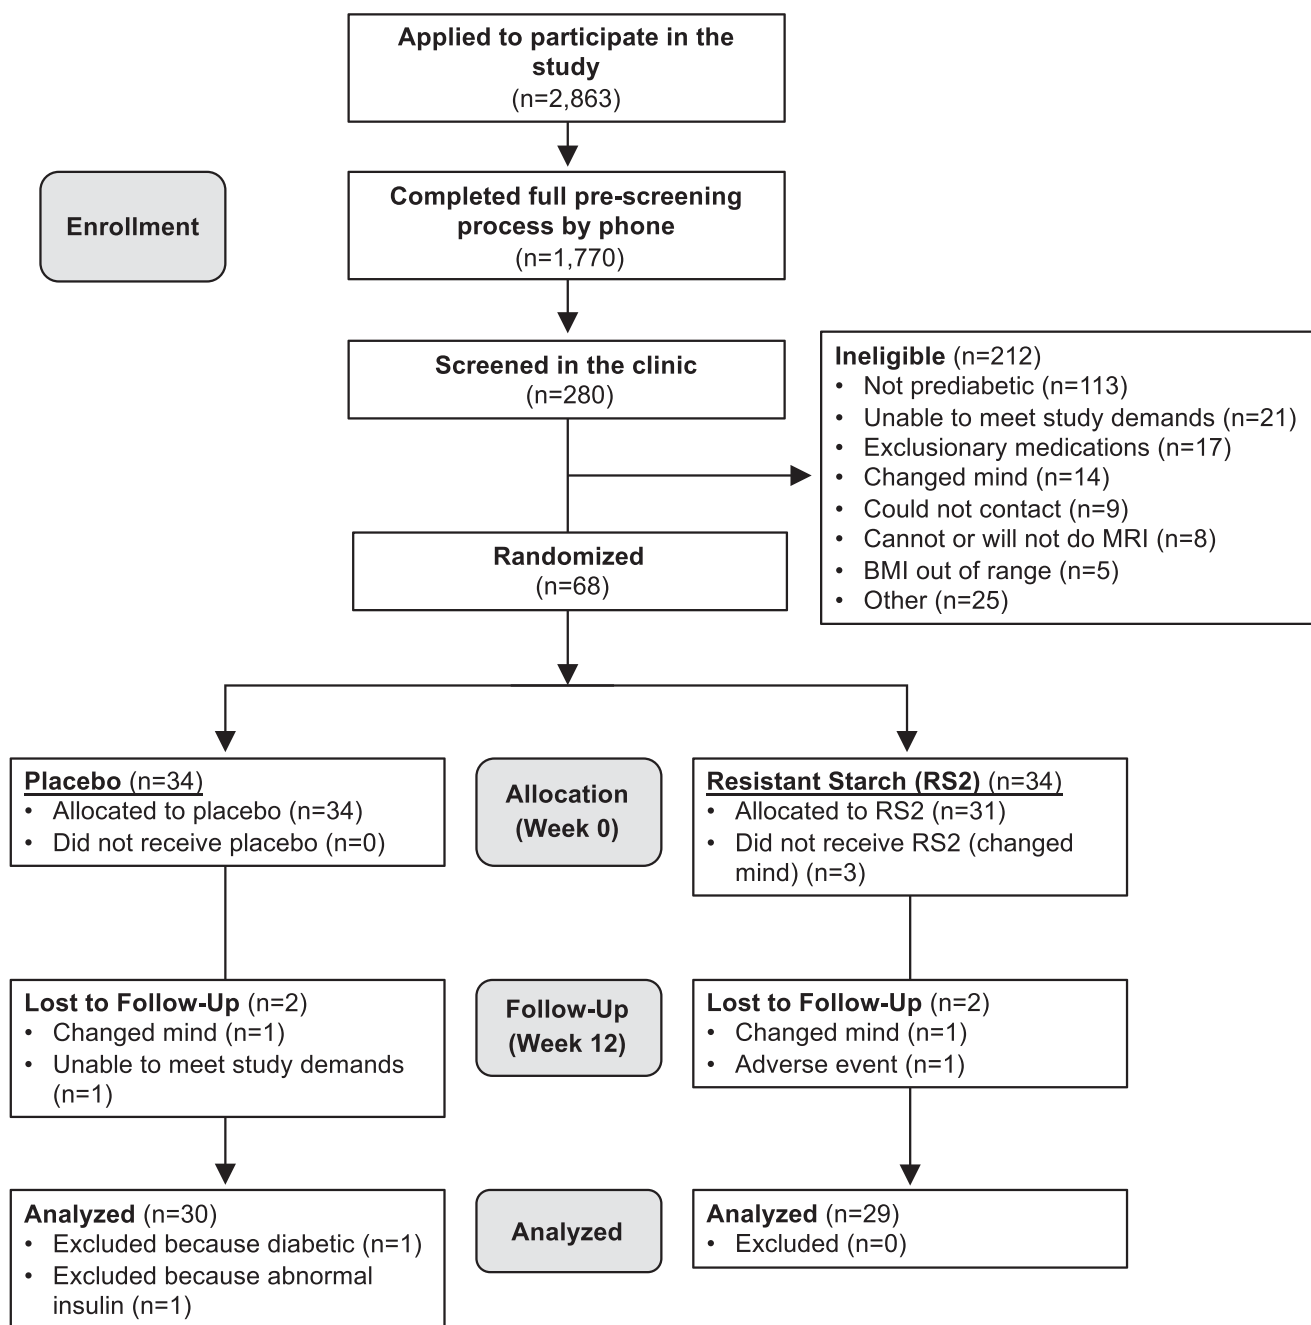 Applied to participate in the
study
(n=2,863)
Enrollment
Completed full pre-screening
process by phone
(n=1,770)
Screened in the clinic
(n=280)
Ineligible (n=212)
• Not prediabetic (n=113)
• Unable to meet study demands (n=21)
• Exclusionary medications (n=17)
• Changed mind (n=14)
• Could not contact (n=9)
• Cannot or will not do MRI (n=8)
• BMI out of range (n=5)
• Other (n=25)
Randomized
(n=68)
Placebo (n=34)
• Allocated to placebo (n=34)
• Did not receive placebo (n=0)
Allocation
(Week 0)
Resistant Starch (RS2) (n=34)
• Allocated to RS2 (n=31)
• Did not receive RS2 (changed
mind) (n=3)
Lost to Follow-Up (n=2)
• Changed mind (n=1)
• Unable to meet study demands
(n=1)
Follow-Up
(Week 12)
Lost to Follow-Up (n=2)
• Changed mind (n=1)
• Adverse event (n=1)
Analyzed (n=30)
• Excluded because diabetic (n=1)
• Excluded because abnormal
insulin (n=1)
Analyzed
Analyzed (n=29)
• Excluded (n=0)